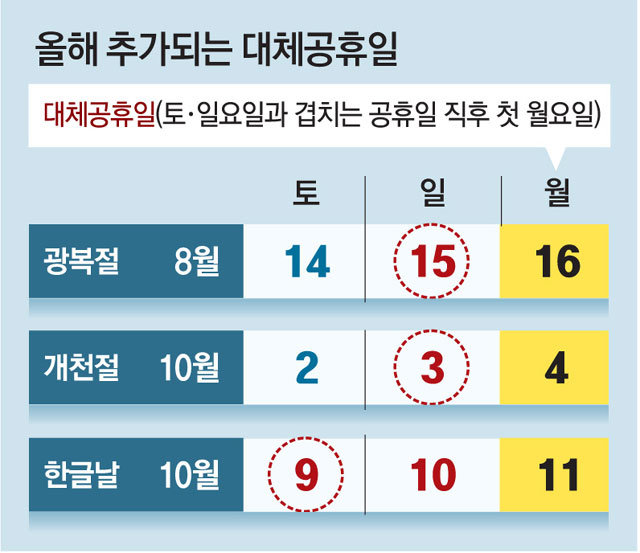 올해 추가되는 대체공휴일
대체공휴일(토·일요일과 겹치는 공휴일 직후 첫 월요일)
토 일 월
광복절 8월 14 15 16
개천절 10월 2 3 4
한글날 10월 9 10 11